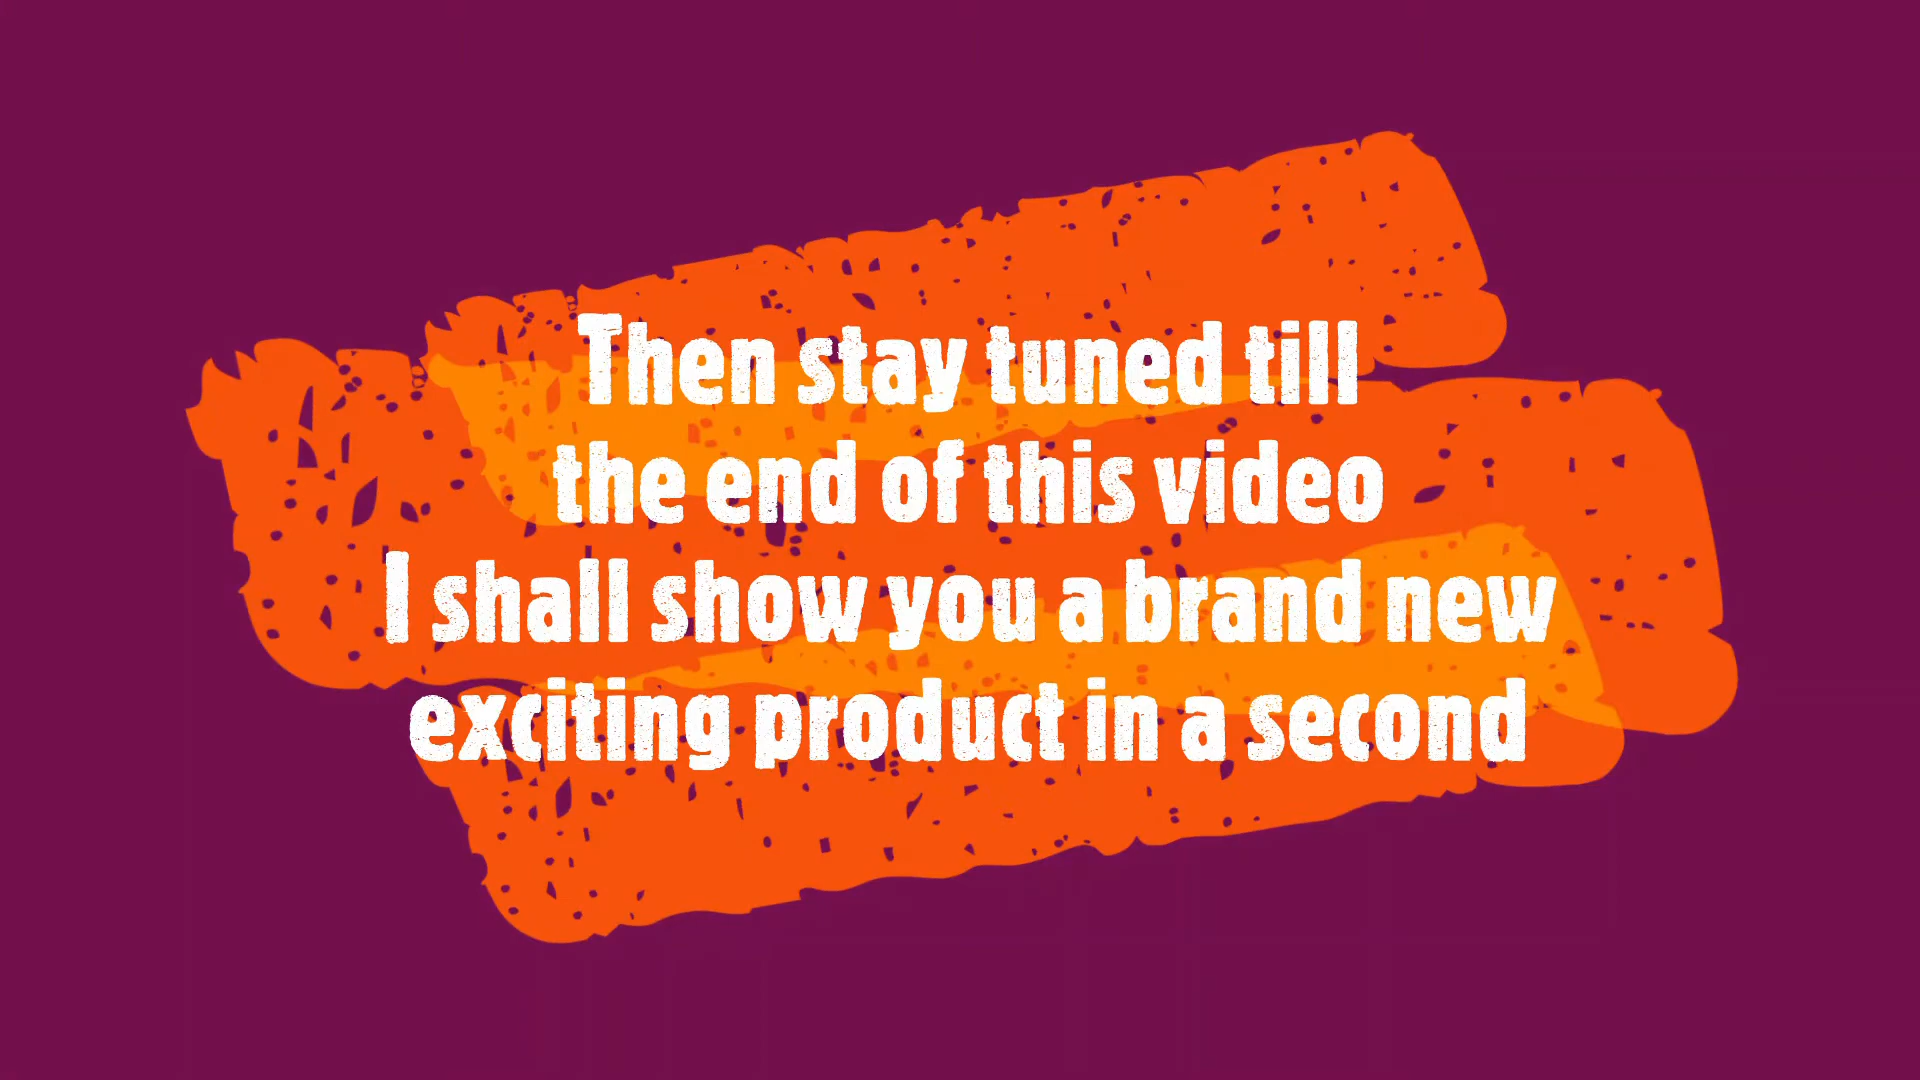 Then stay tuned till
the end of this video
I shall show you a brand new
exciting product in a second